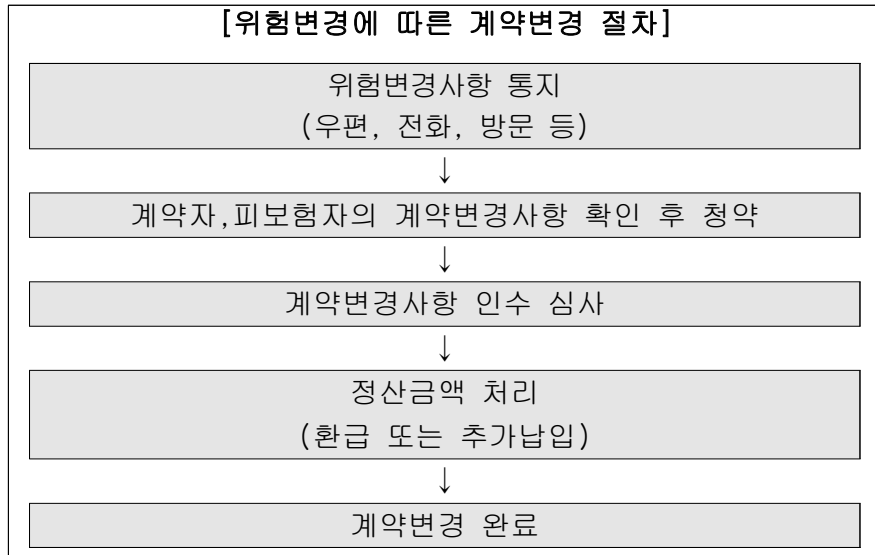 [위험변경에 따른 계약변경 절차]
위험변경사항 통지
(우편, 전화, 방문 등)
↓
계약자,피보험자의 계약변경사항 확인 후 청약
↓
계약변경사항 인수 심사
↓
정산금액 처리
(환급 또는 추가납입)
↓
계약변경 완료